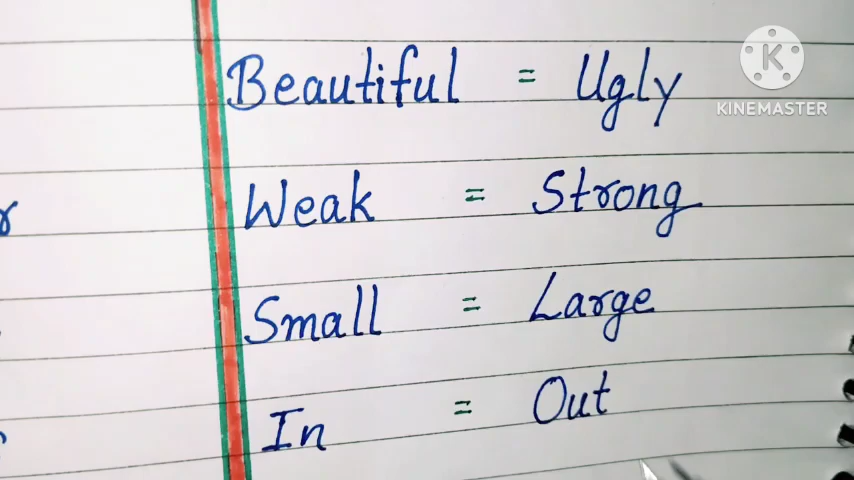 Beautiful = Ugly
KINEMASTER
Weak = Strong
Small = Large
In = Out